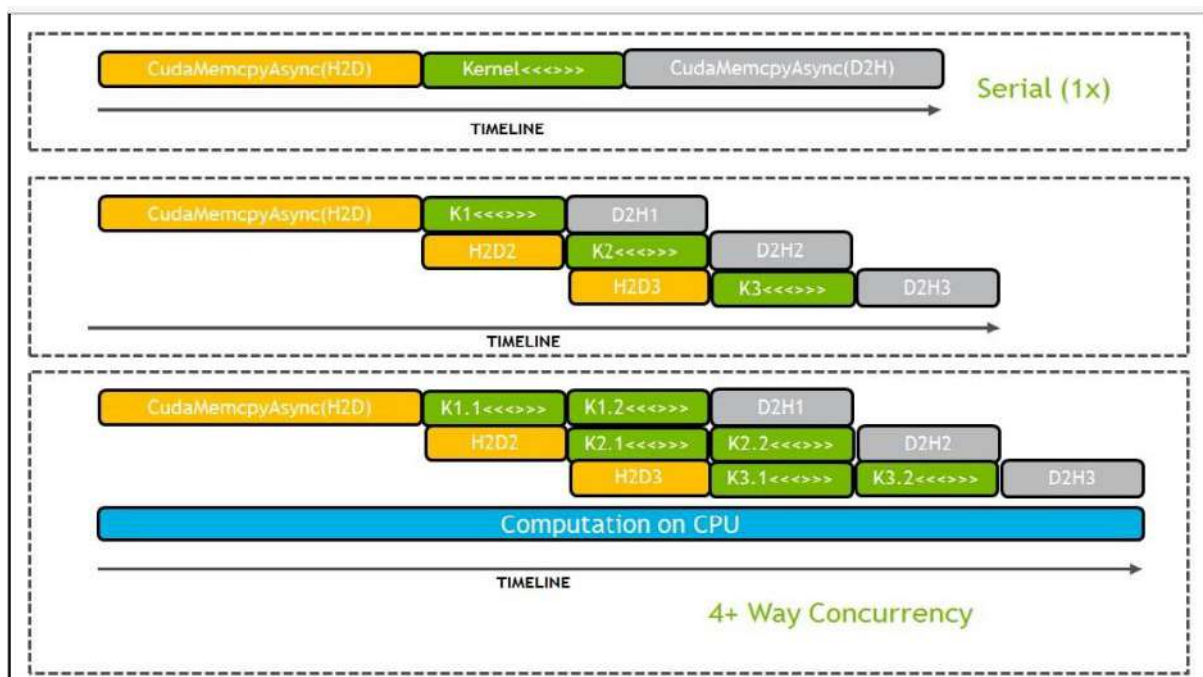 CudaMemcpyAsync(H2D) Kernel<<<>>> CudaMemcpyAsync(D2H)
Serial (1x)
TIMELINE
CudaMemcpyAsync(H2D) K1<<<>>> D2H1
H2D2 K2<<<>>> D2H2
H2D3 K3<<<>>> D2H3
TIMELINE
CudaMemcpyAsync(H2D) K1.1<<<>>> K1.2<<<>>> D2H1
H2D2 K2.1<<<>>> K2.2<<<>>> D2H2
H2D3 K3.1<<<>>> K3.2<<<>>> D2H3
Computation on CPU
TIMELINE
4+ Way Concurrency